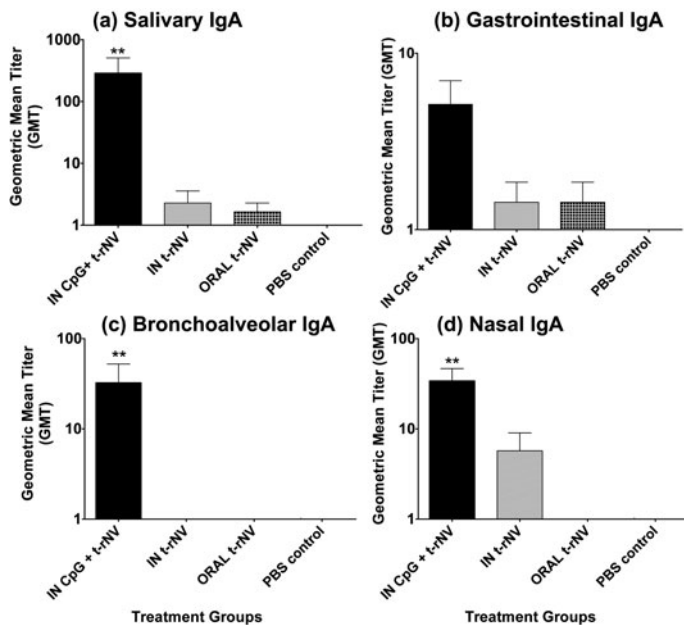 (a) Salivary IgA
Geometric Mean Titer
(GMT)
1000
100
10
1
**
IN CpG+ t-rNV
IN t-rNV
ORAL t-rNV
PBS control
(b) Gastrointestinal IgA
Geometric Mean Titer (GMT)
10
1
IN CpG + t-rNV
IN t-rNV
ORAL t-rNV
PBS control
(c) Bronchoalveolar IgA
Geometric Mean Titer
(GMT)
100
10
1
**
IN CpG + t-rNV
IN t-rNV
ORAL t-rNV
PBS control
Treatment Groups
(d) Nasal IgA
Geometric Mean Titer (GMT)
100
10
1
**
IN CpG + t-rNV
IN t-rNV
ORAL t-rNV
PBS control
Treatment Groups